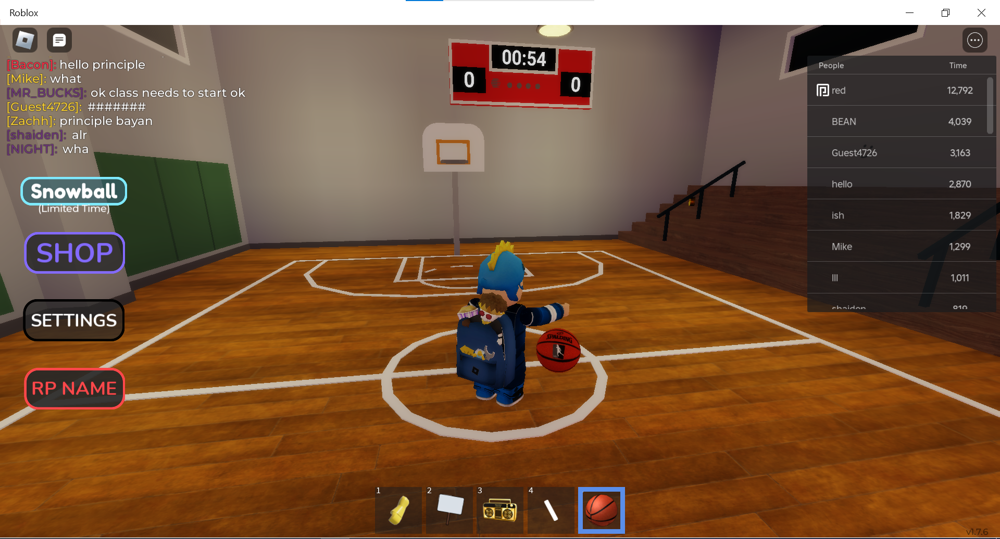 Roblox
[Bacon]: hello principle
[Mike]: what
[MR_BUCKS]: ok class needs to start ok
[Guest4726]: #######
[Zachh]: principle bayan
[shaiden]: alr
[NIGHT]: wha
00:54
0
0
People Time
red 12,792
BEAN 4,039
Guest4726 3,163
hello 2,870
ish 1,829
Mike 1,299
1,011
shaiden 819
Snowball
(Limited Time)
SHOP
SETTINGS
RP NAME
SPALDING
1
2
3
4
v1.7.6